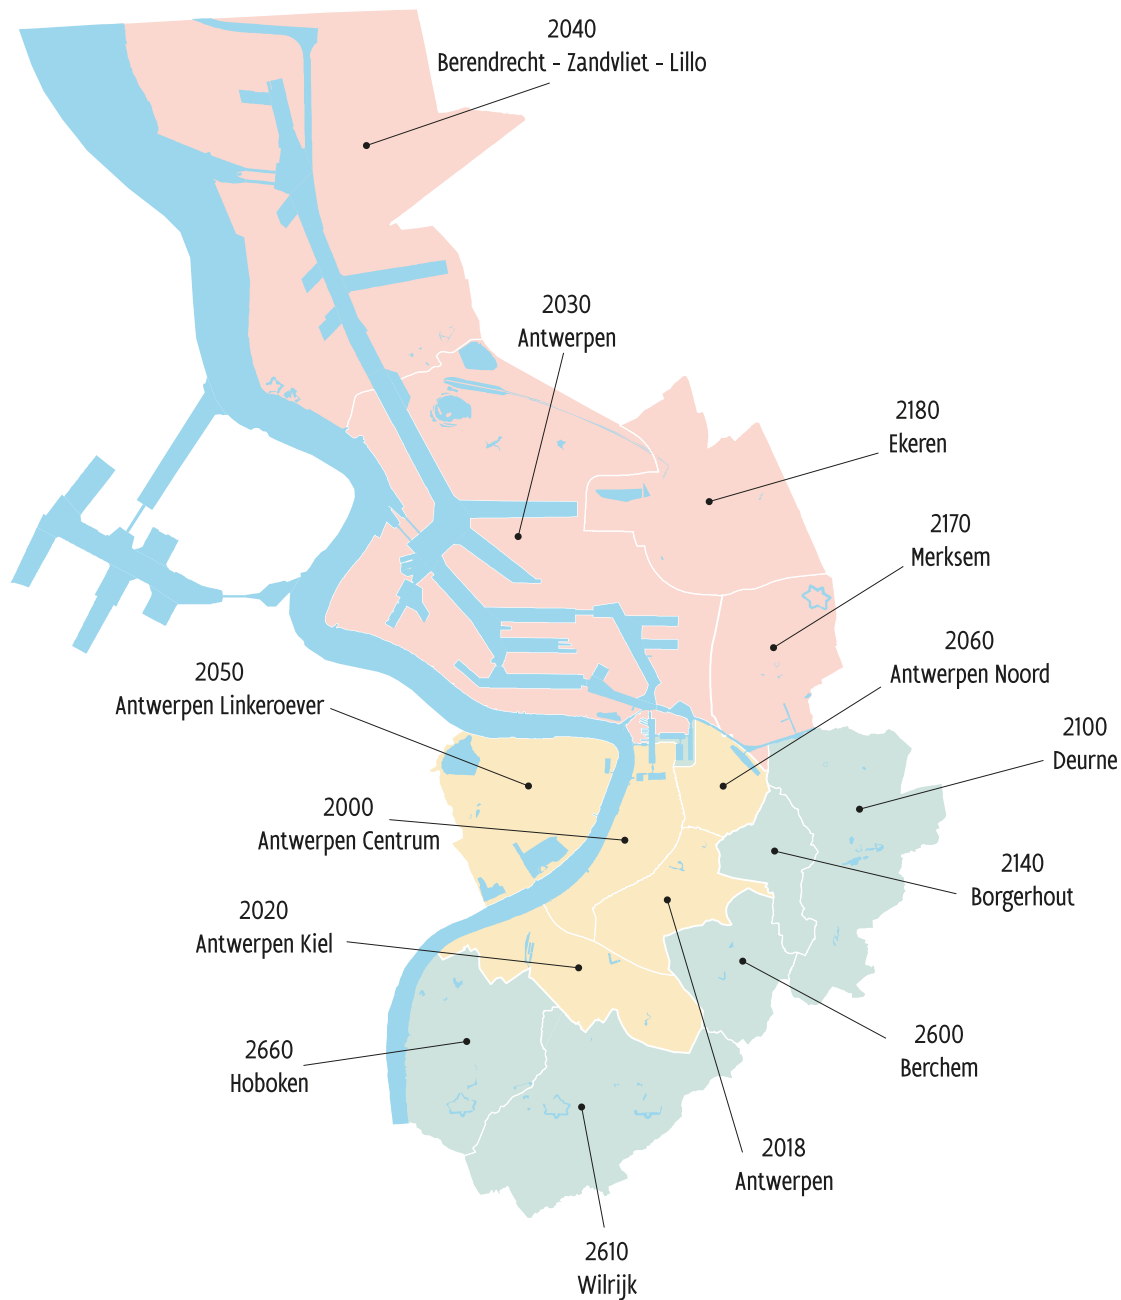 2040
Berendrecht - Zandvliet - Lillo
2030
Antwerpen
2180
Ekeren
2170
Merksem
2060
Antwerpen Noord
2050
Antwerpen Linkeroever
2100
Deurne
2000
Antwerpen Centrum
2140
Borgerhout
2020
Antwerpen Kiel
2600
Berchem
2660
Hoboken
2018
Antwerpen
2610
Wilrijk